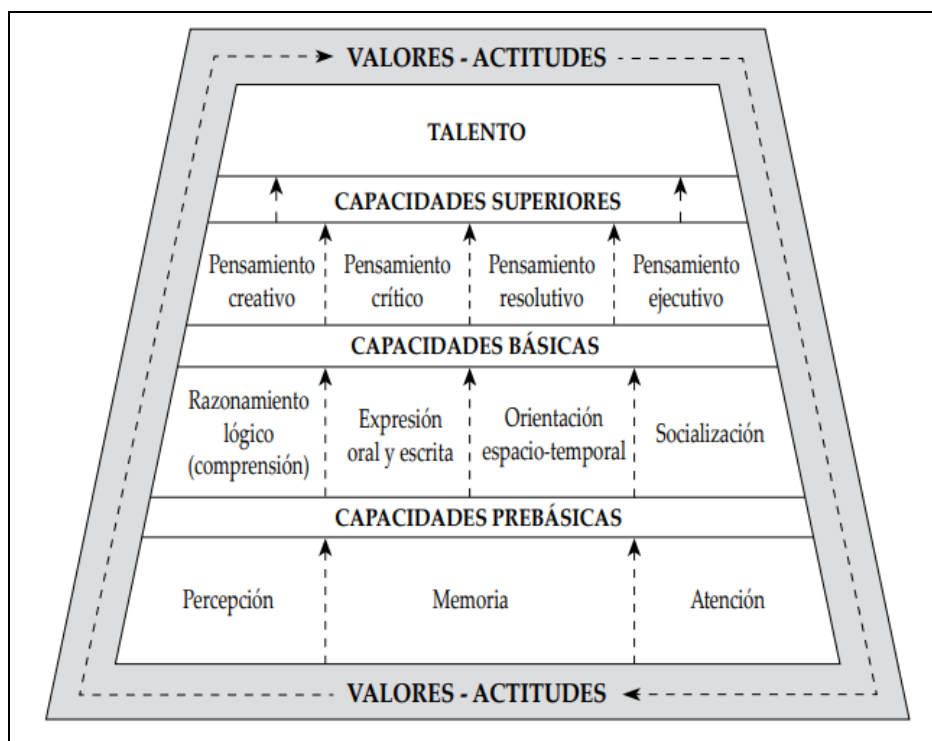 VALORES - ACTITUDES
TALENTO
CAPACIDADES SUPERIORES
Pensamiento
creativo
Pensamiento
crítico
Pensamiento
resolutivo
Pensamiento
ejecutivo
CAPACIDADES BÁSICAS
Razonamiento
lógico
(comprensión)
Expresión
oral y escrita
Orientación
espacio-temporal
Socialización
CAPACIDADES PREBÁSICAS
Percepción
Memoria
Atención
VALORES - ACTITUDES